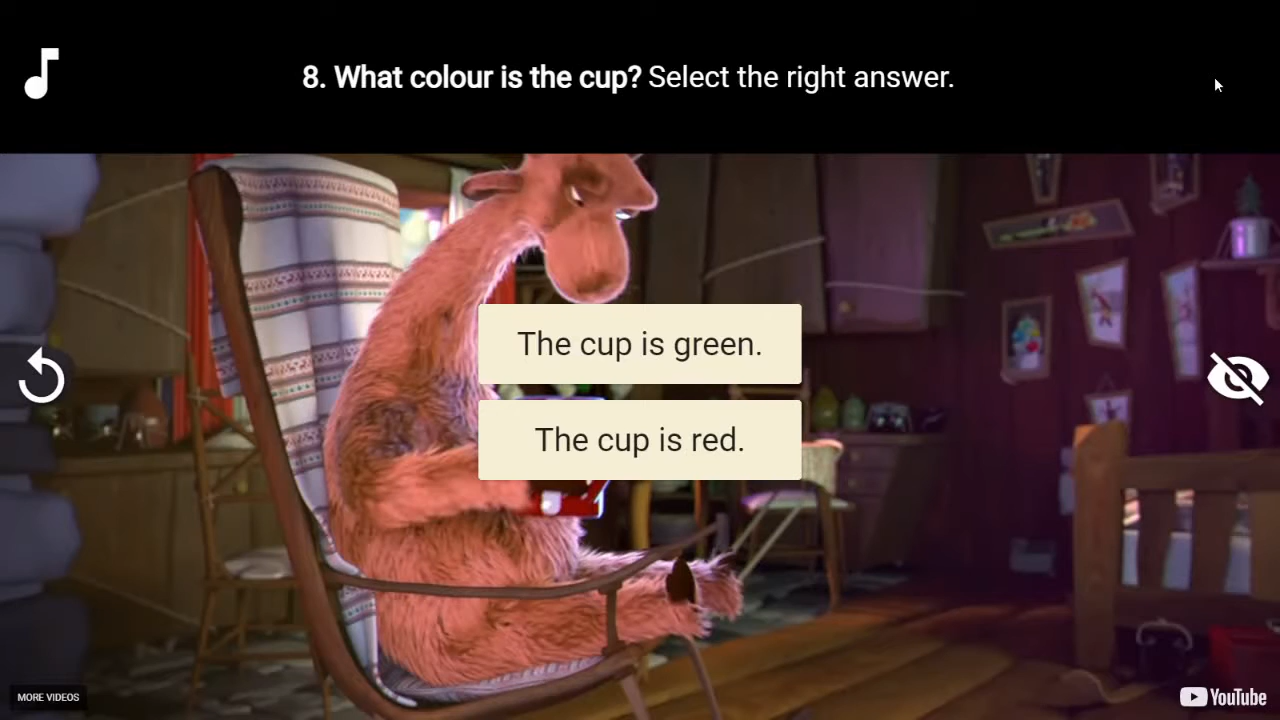 8. What colour is the cup? Select the right answer.
The cup is green.
The cup is red.
MORE VIDEOS
YouTube